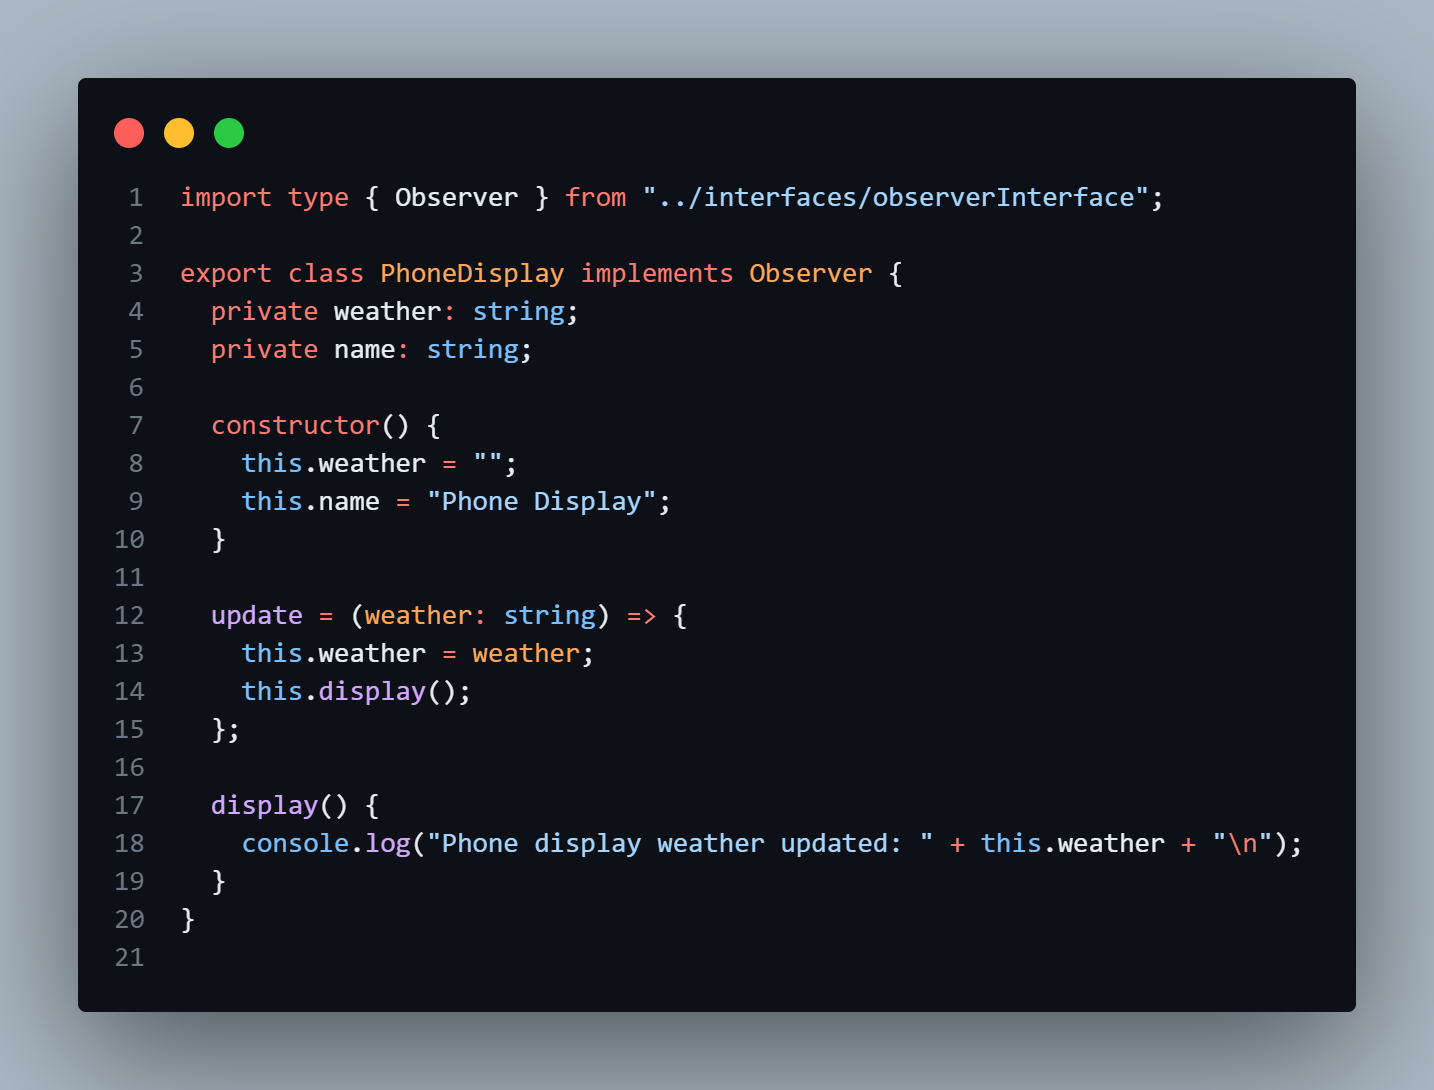 1 import type { Observer } from "../interfaces/observerInterface";
2
3 export class PhoneDisplay implements Observer {
4   private weather: string;
5   private name: string;
6
7   constructor() {
8     this.weather = "";
9     this.name = "Phone Display";
10   }
11
12   update = (weather: string) => {
13     this.weather = weather;
14     this.display();
15   };
16
17   display() {
18     console.log("Phone display weather updated: " + this.weather + "\n");
19   }
20 }
21